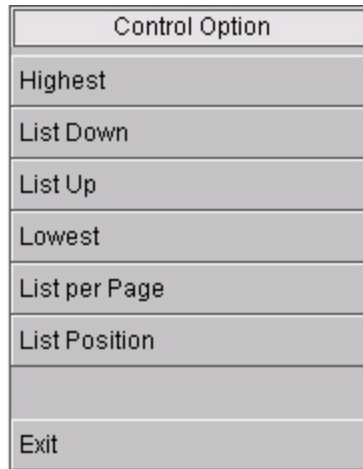 Control Option
Highest
List Down
List Up
Lowest
List per Page
List Position
Exit